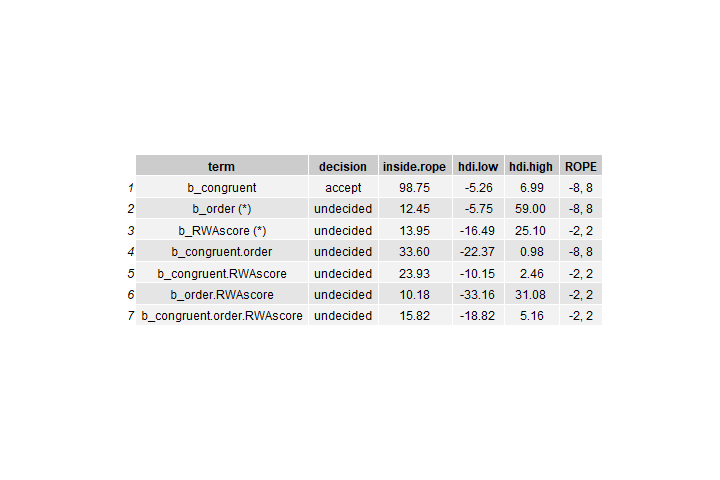 term decision inside.rope hdi.low hdi.high ROPE
1 b_congruent accept 98.75 -5.26 6.99 -8, 8
2 b_order (*) undecided 12.45 -5.75 59.00 -8, 8
3 b_RWAscore (*) undecided 13.95 -16.49 25.10 -2, 2
4 b_congruent.order undecided 33.60 -22.37 0.98 -8, 8
5 b_congruent.RWAscore undecided 23.93 -10.15 2.46 -2, 2
6 b_order.RWAscore undecided 10.18 -33.16 31.08 -2, 2
7 b_congruent.order.RWAscore undecided 15.82 -18.82 5.16 -2, 2